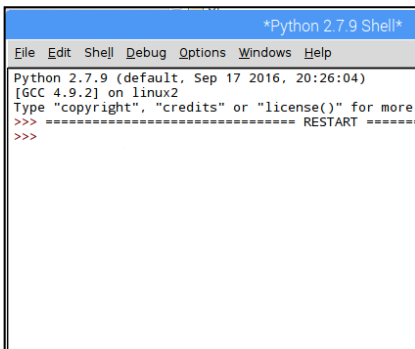 *Python 2.7.9 Shell*
File Edit Shell Debug Options Windows Help
Python 2.7.9 (default, Sep 17 2016, 20:26:04)
[GCC 4.9.2] on linux2
Type "copyright", "credits" or "license()" for more
>>> ================================ RESTART ======
>>>